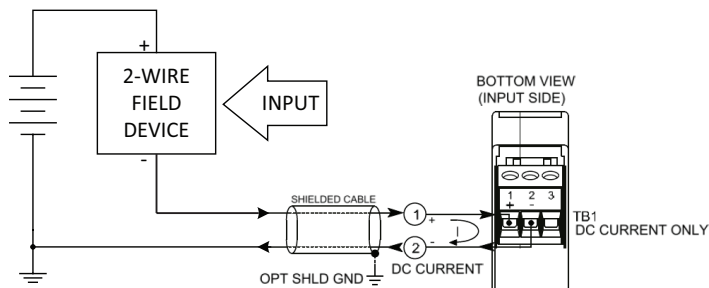 +
2-WIRE
FIELD
DEVICE
-
INPUT
BOTTOM VIEW
(INPUT SIDE)
1 2 3
+ -
TB1
DC CURRENT ONLY
SHIELDED CABLE
1
+
I
-
2
DC CURRENT
OPT SHLD GND